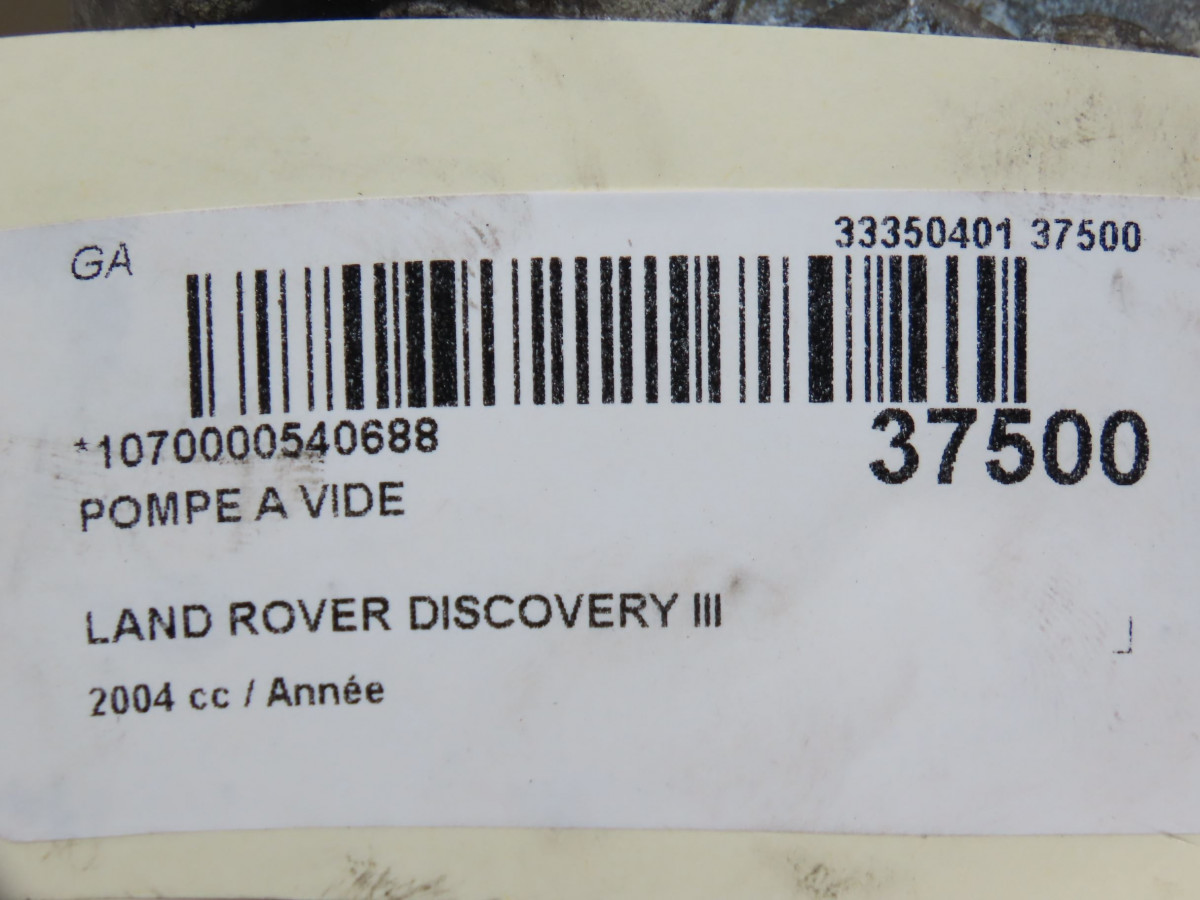 33350401 37500
GA
*1070000540688
37500
POMPE A VIDE
LAND ROVER DISCOVERY III
2004 cc / Année